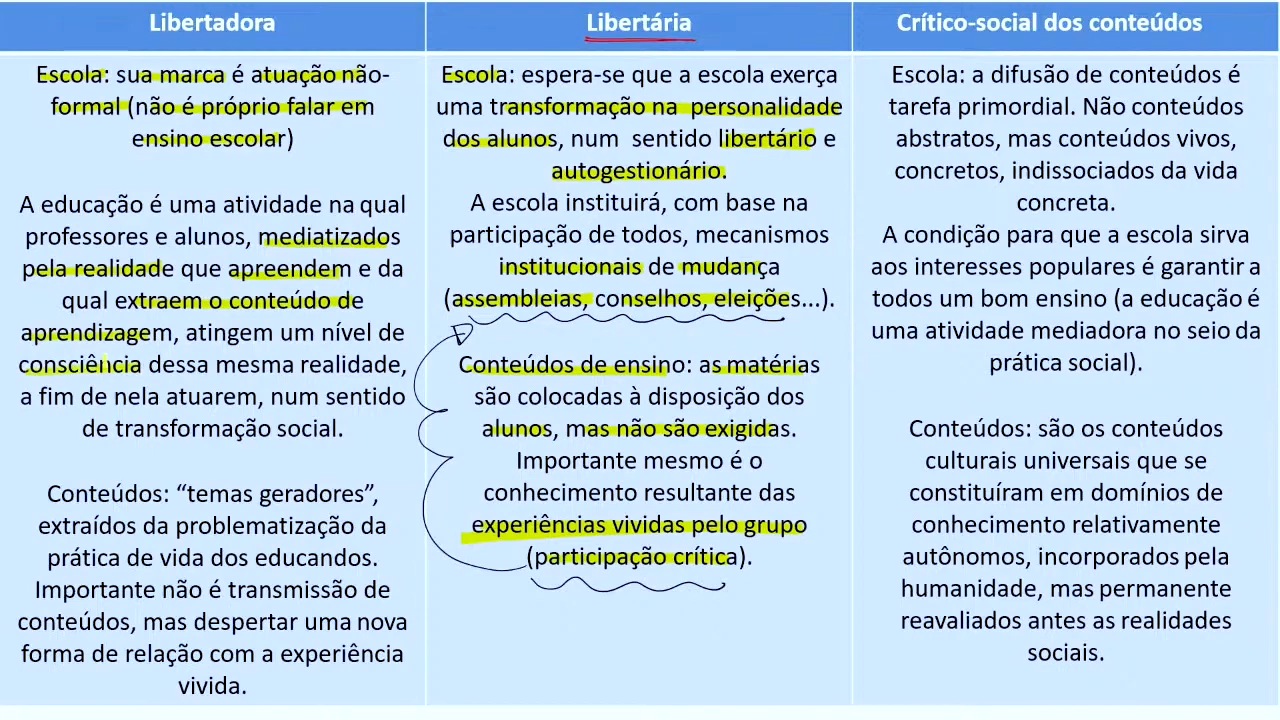 Libertadora
Escola: sua marca é atuação não-
formal (não é próprio falar em
ensino escolar)
A educação é uma atividade na qual
professores e alunos, mediatizados
pela realidade que apreendem e da
qual extraem o conteúdo de
aprendizagem, atingem um nível de
consciência dessa mesma realidade,
a fim de nela atuarem, num sentido
de transformação social.
Conteúdos: “temas geradores”,
extraídos da problematização da
prática de vida dos educandos.
Importante não é transmissão de
conteúdos, mas despertar uma nova
forma de relação com a experiência
vivida.
Libertária
Escola: espera-se que a escola exerça
uma transformação na personalidade
dos alunos, num sentido libertário e
autogestionário.
A escola instituirá, com base na
participação de todos, mecanismos
institucionais de mudança
(assembleias, conselhos, eleições...).
Conteúdos de ensino: as matérias
são colocadas à disposição dos
alunos, mas não são exigidas.
Importante mesmo é o
conhecimento resultante das
experiências vividas pelo grupo
(participação crítica).
Crítico-social dos conteúdos
Escola: a difusão de conteúdos é
tarefa primordial. Não conteúdos
abstratos, mas conteúdos vivos,
concretos, indissociados da vida
concreta.
A condição para que a escola sirva
aos interesses populares é garantir a
todos um bom ensino (a educação é
uma atividade mediadora no seio da
prática social).
Conteúdos: são os conteúdos
culturais universais que se
constituíram em domínios de
conhecimento relativamente
autônomos, incorporados pela
humanidade, mas permanente
reavaliados antes as realidades
sociais.